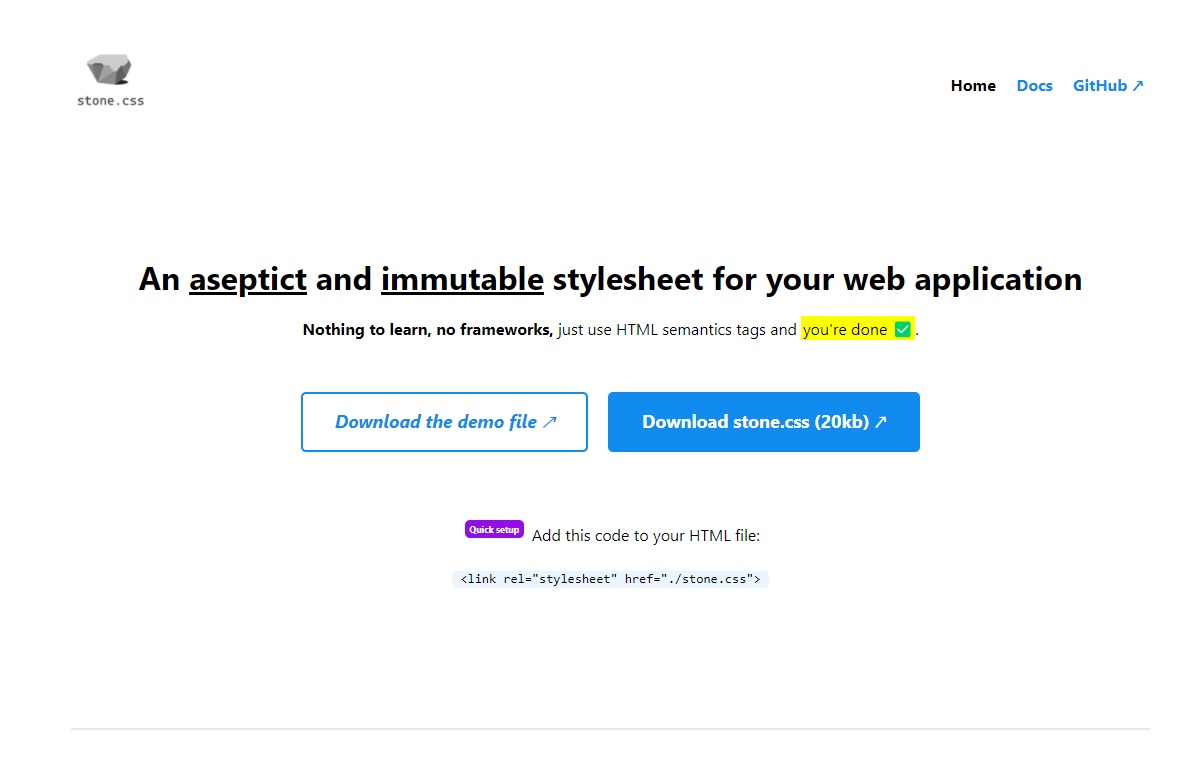 stone.css
Home Docs GitHub ↗
An aseptict and immutable stylesheet for your web application
Nothing to learn, no frameworks, just use HTML semantics tags and you're done ✅.
Download the demo file ↗
Download stone.css (20kb) ↗
Quick setup Add this code to your HTML file:
<link rel="stylesheet" href="./stone.css">